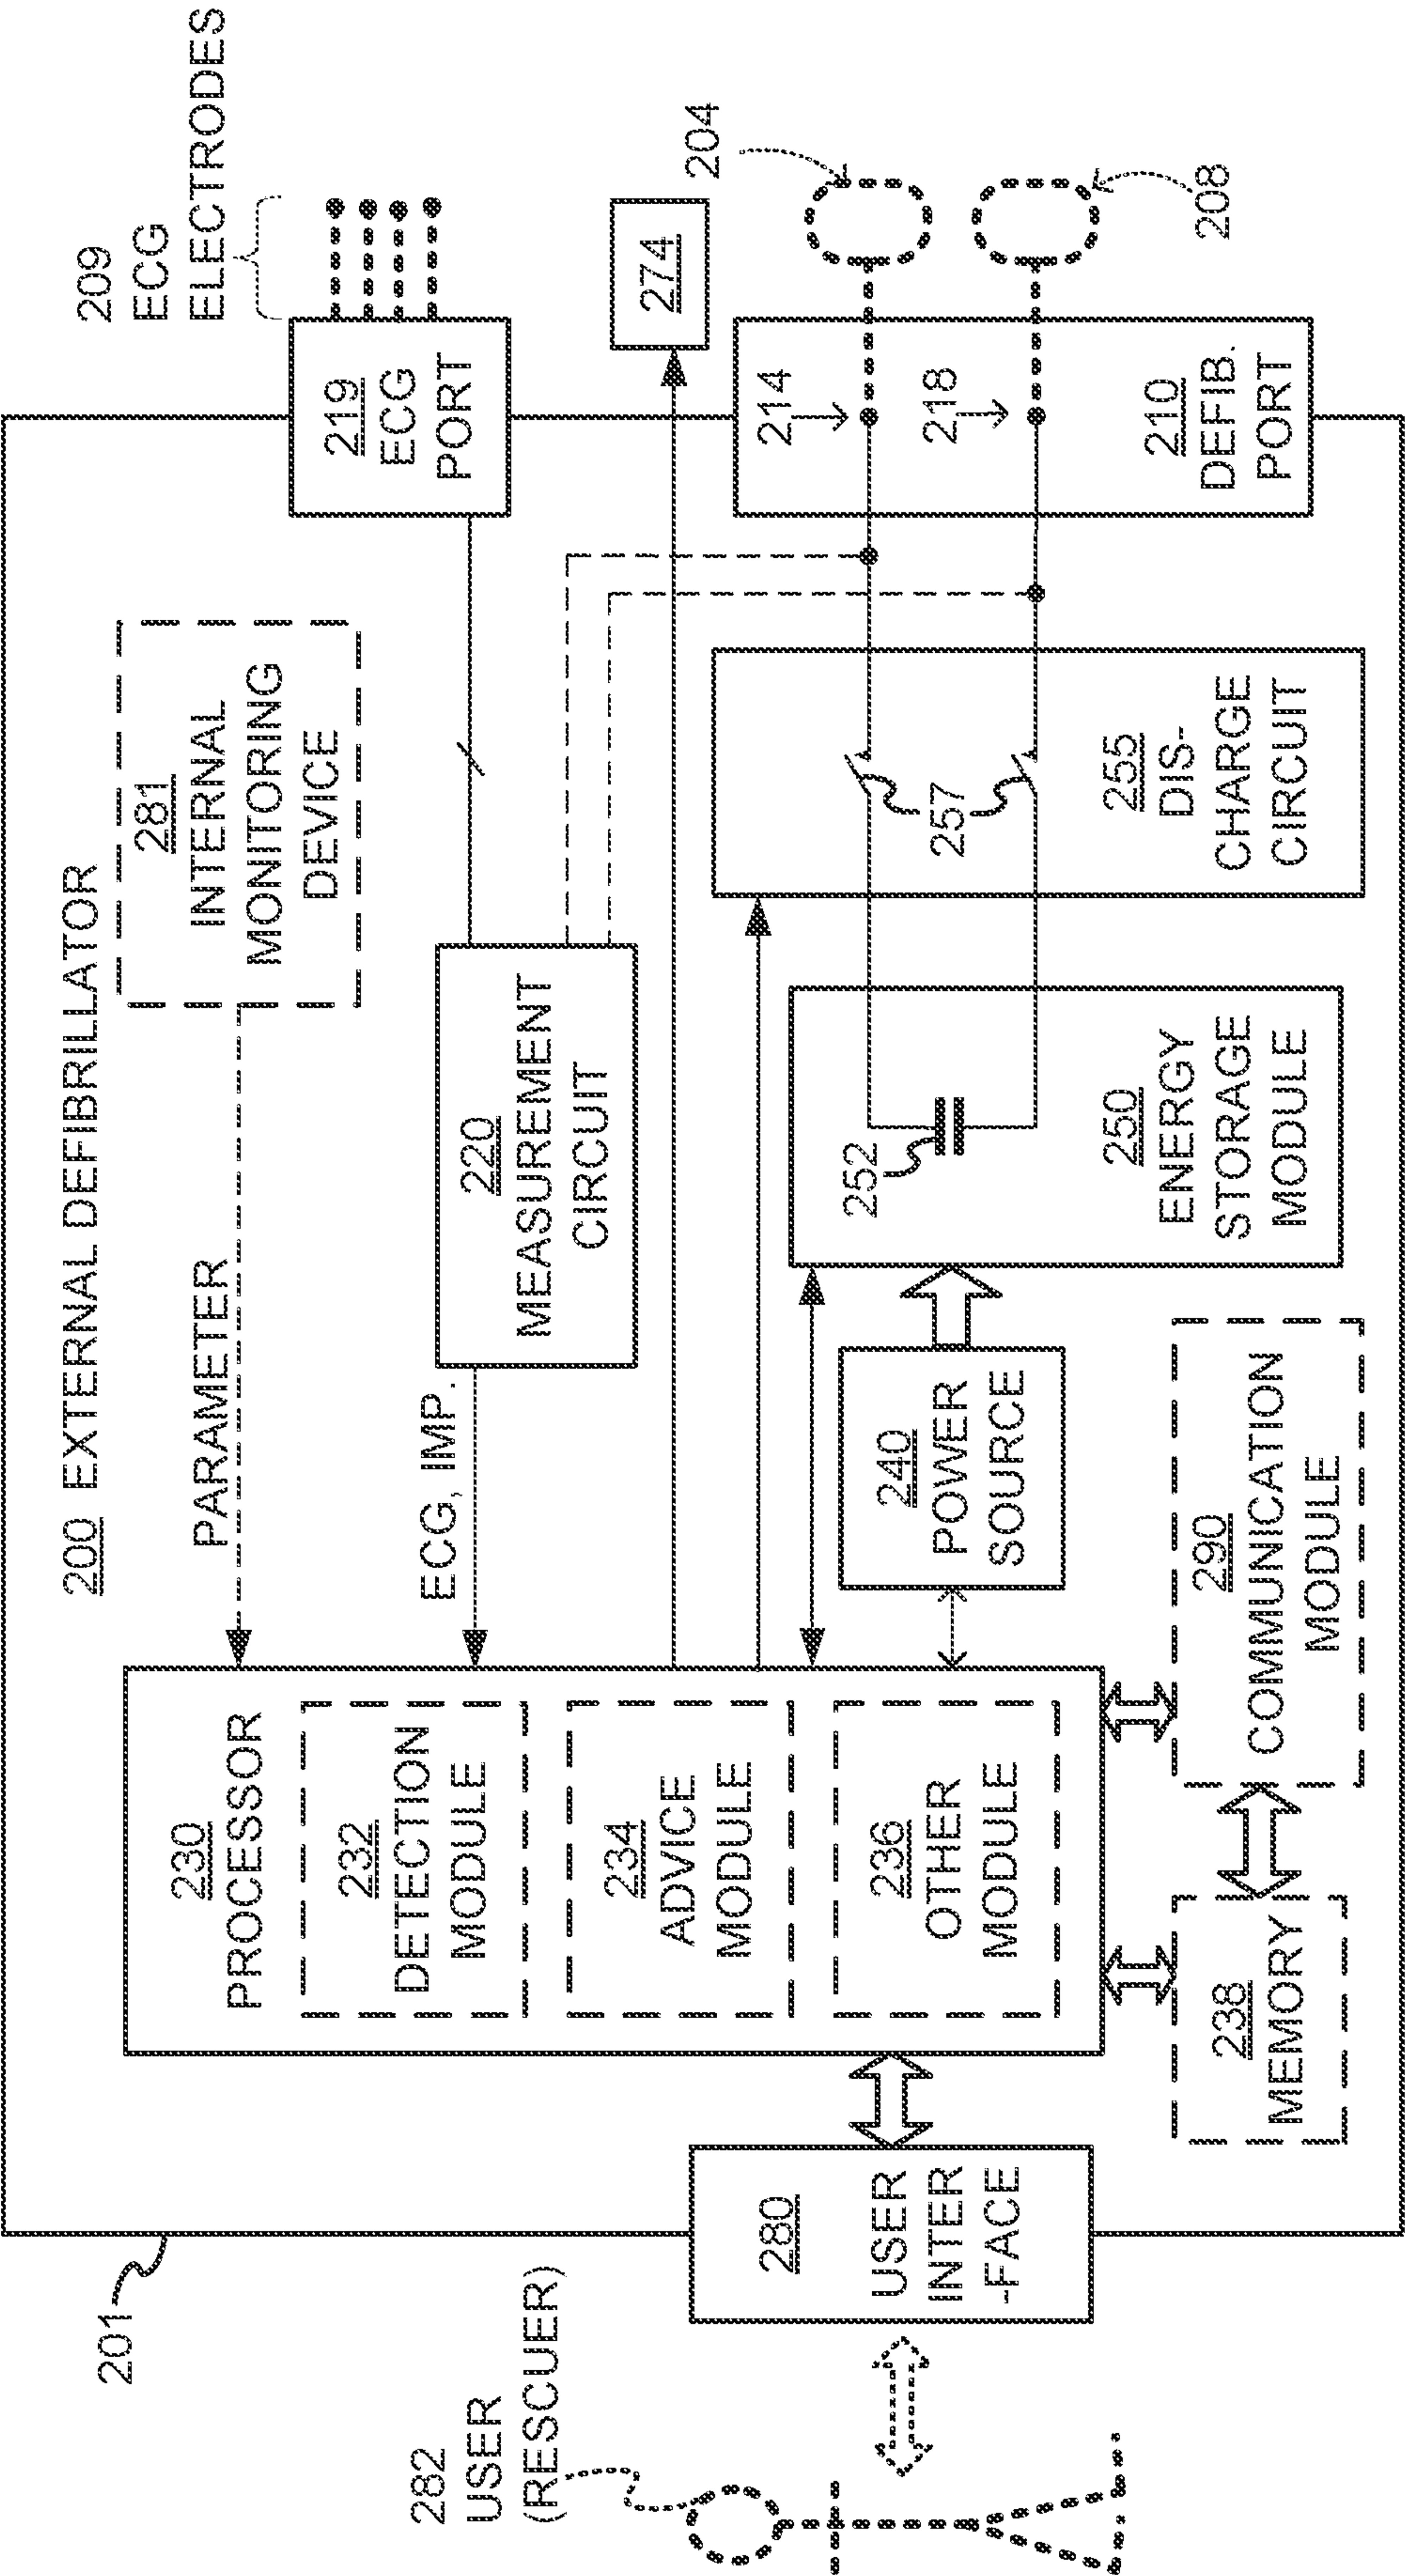 200 EXTERNAL DEFIBRILLATOR
201
282
USER
(RESCUER)
280
USER
INTER
-FACE
230
PROCESSOR
232
DETECTION
MODULE
234
ADVICE
MODULE
236
OTHER
MODULE
238
MEMORY
290
COMMUNICATION
MODULE
PARAMETER
ECG, IMP.
240
POWER
SOURCE
281
INTERNAL
MONITORING
DEVICE
220
MEASUREMENT
CIRCUIT
252
250
ENERGY
STORAGE
MODULE
257
255
DIS-
CHARGE
CIRCUIT
209
ECG
ELECTRODES
219
ECG
PORT
274
214
218
210
DEFIB.
PORT
204
208